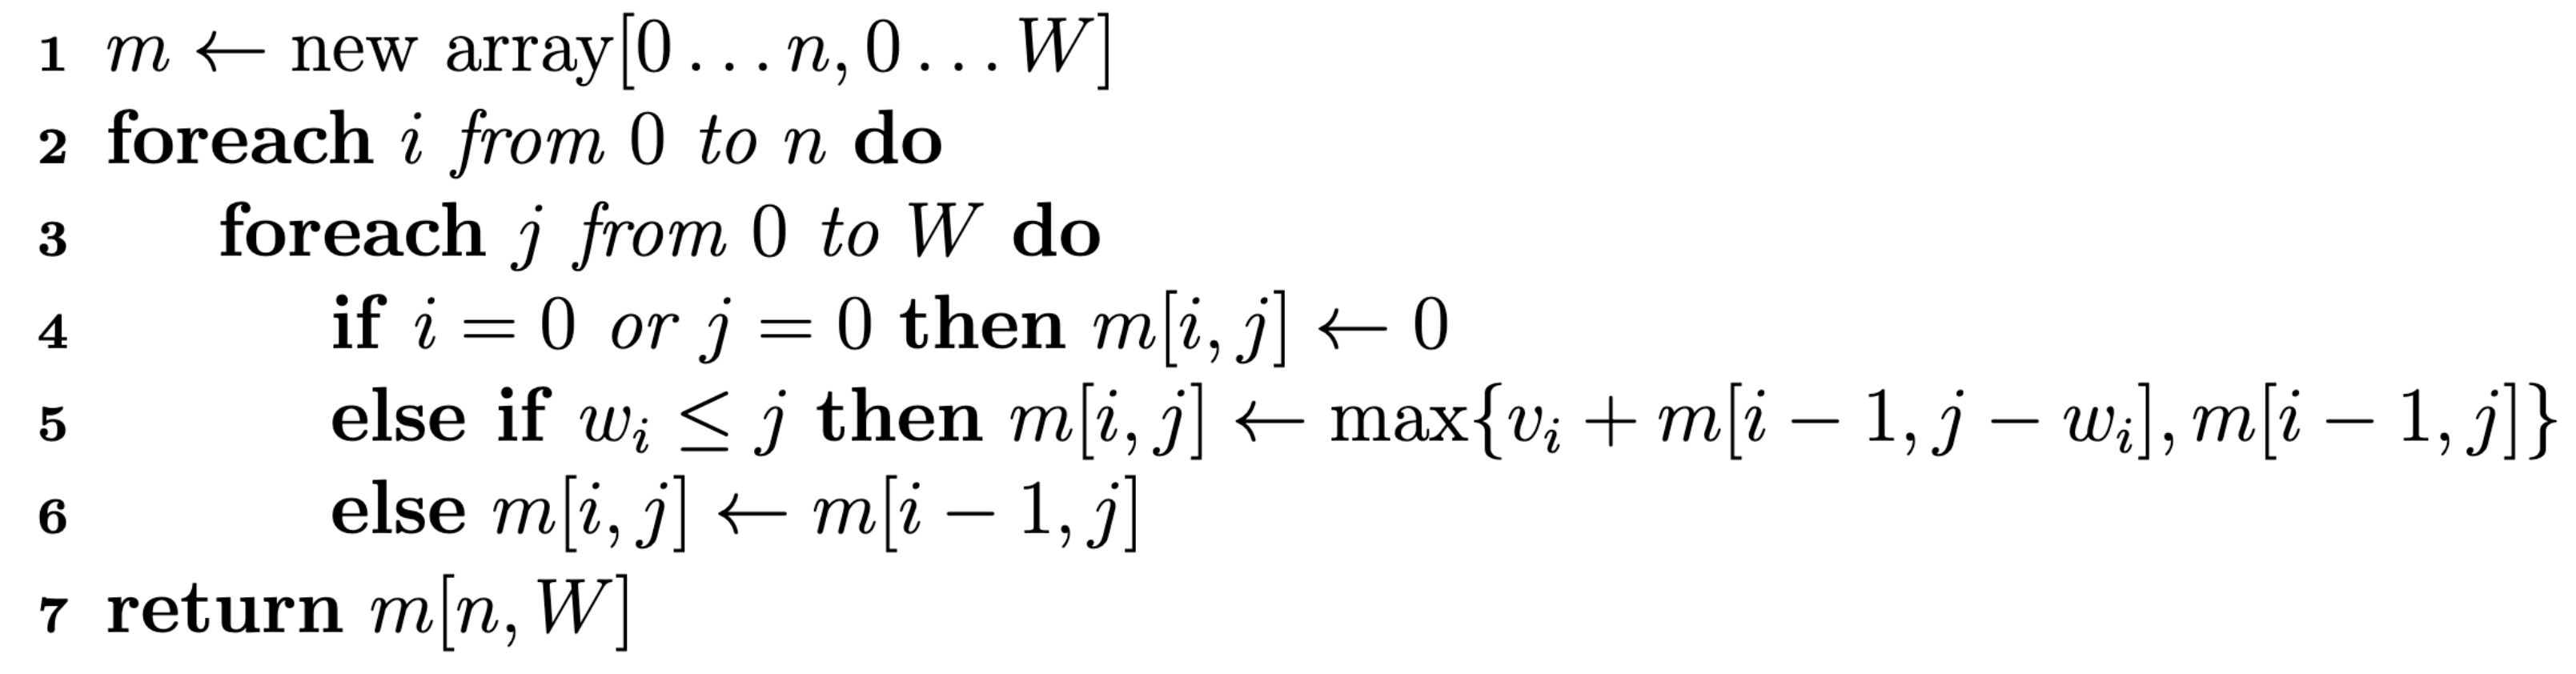 1 m ← new array[0 … n, 0 … W]
2 foreach i from 0 to n do
3 foreach j from 0 to W do
4 if i = 0 or j = 0 then m[i, j] ← 0
5 else if wᵢ ≤ j then m[i, j] ← max{vᵢ + m[i − 1, j − wᵢ], m[i − 1, j]}
6 else m[i, j] ← m[i − 1, j]
7 return m[n, W]